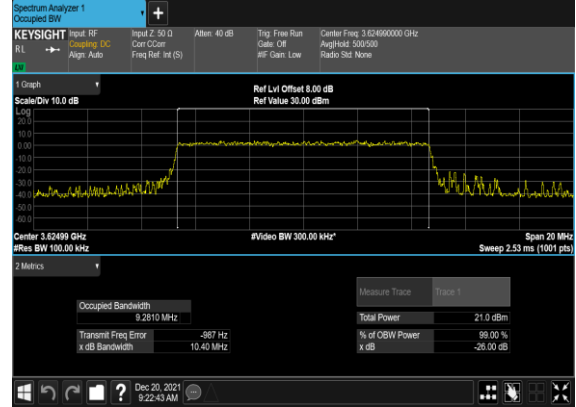 Spectrum Analyzer 1
Occupied BW
KEYSIGHT
Input: RF
Input Z: 50 Ω
Atten: 40 dB
Trig: Free Run
Center Freq: 3.624990000 GHz
RL
Coupling: DC
Corr CCorr
Gate: Off
Avg|Hold: 500/500
Align: Auto
Freq Ref: Int (S)
#IF Gain: Low
Radio Std: None
1 Graph
Ref Lvl Offset 8.00 dB
Scale/Div 10.0 dB
Ref Value 30.00 dBm
Log
20.0
10.0
0.00
-10.0
-20.0
-30.0
-40.0
-50.0
-60.0
Center 3.62499 GHz
#Video BW 300.00 kHz*
Span 20 MHz
#Res BW 100.00 kHz
Sweep 2.53 ms (1001 pts)
2 Metrics
Measure Trace
Trace 1
Occupied Bandwidth
9.2810 MHz
Total Power
21.0 dBm
Transmit Freq Error
-987 Hz
% of OBW Power
99.00 %
x dB Bandwidth
10.40 MHz
x dB
-26.00 dB
Dec 20, 2021
9:22:43 AM